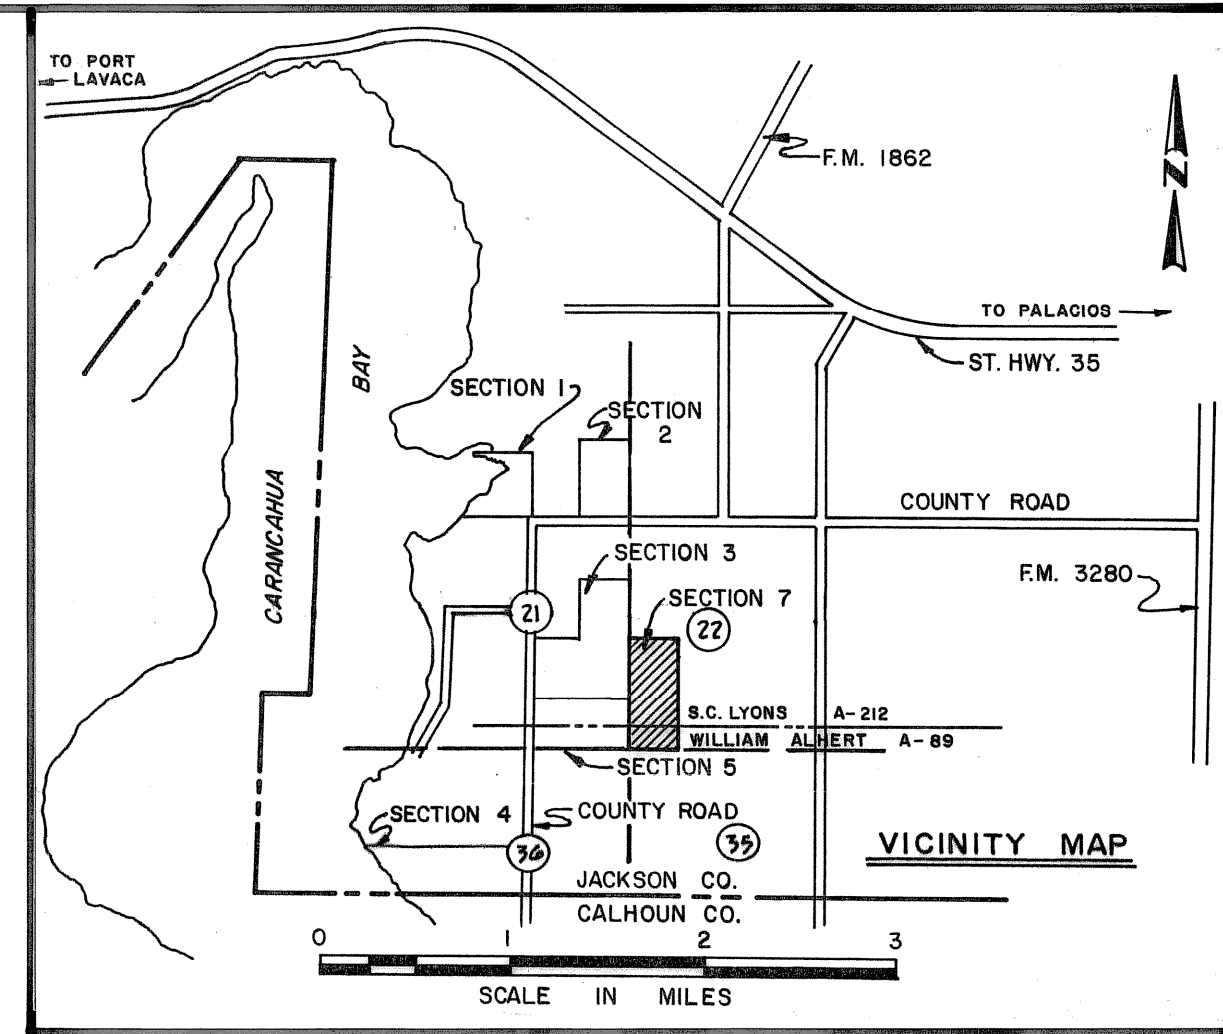 TO PORT
LAVACA
F.M. 1862
N
TO PALACIOS
ST. HWY. 35
BAY
SECTION 1
SECTION
2
CARANCAHUA
COUNTY ROAD
SECTION 3
F.M. 3280
SECTION 7
21
22
S.C. LYONS A-212
WILLIAM ALHERT A-89
SECTION 5
SECTION 4
COUNTY ROAD
36
35
VICINITY MAP
JACKSON CO.
CALHOUN CO.
0 1 2 3
SCALE IN MILES